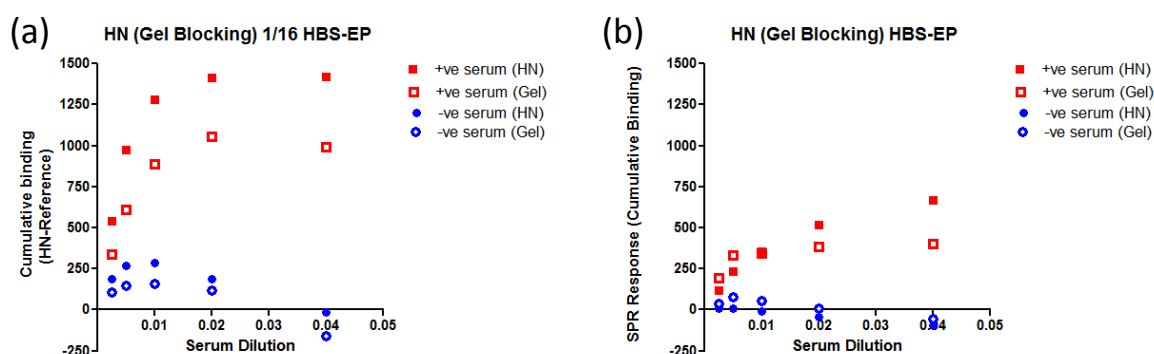 (a)
HN (Gel Blocking) 1/16 HBS-EP
1500
1250
1000
750
500
250
0
-250
Cumulative binding
(HN-Reference)
0.01
0.02
0.03
0.04
0.05
Serum Dilution
+ve serum (HN)
+ve serum (Gel)
-ve serum (HN)
-ve serum (Gel)
(b)
HN (Gel Blocking) HBS-EP
1500
1250
1000
750
500
250
0
-250
SPR Response (Cumulative Binding)
0.01
0.02
0.03
0.04
0.05
Serum Dilution
+ve serum (HN)
+ve serum (Gel)
-ve serum (HN)
-ve serum (Gel)